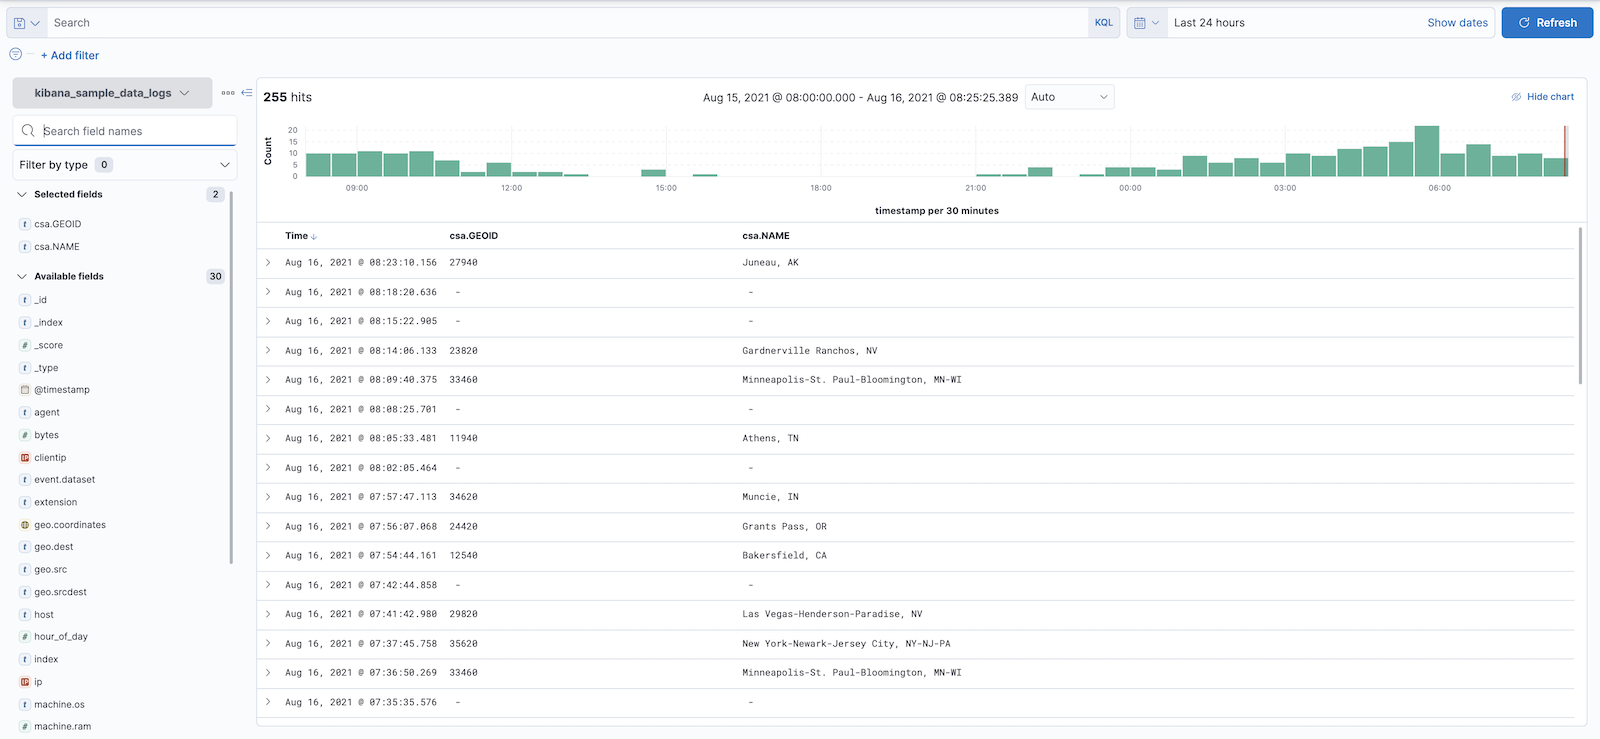 Search KQL Last 24 hours Show dates Refresh
+ Add filter
kibana_sample_data_logs
Search field names
Filter by type 0
Selected fields 2
t csa.GEOID
t csa.NAME
Available fields 30
t _id
t _index
# _score
t _type
@timestamp
t agent
# bytes
IP clientip
t event.dataset
t extension
geo.coordinates
t geo.dest
t geo.src
t geo.srcdest
t host
# hour_of_day
t index
IP ip
t machine.os
# machine.ram
255 hits Aug 15, 2021 @ 08:00:00.000 - Aug 16, 2021 @ 08:25:25.389 Auto Hide chart
Count
20
15
10
5
0
09:00 12:00 15:00 18:00 21:00 00:00 03:00 06:00
timestamp per 30 minutes
Time csa.GEOID csa.NAME
Aug 16, 2021 @ 08:23:10.156 27940 Juneau, AK
Aug 16, 2021 @ 08:18:20.636 - -
Aug 16, 2021 @ 08:15:22.905 - -
Aug 16, 2021 @ 08:14:06.133 23820 Gardnerville Ranchos, NV
Aug 16, 2021 @ 08:09:40.375 33460 Minneapolis-St. Paul-Bloomington, MN-WI
Aug 16, 2021 @ 08:08:25.701 - -
Aug 16, 2021 @ 08:05:33.481 11940 Athens, TN
Aug 16, 2021 @ 08:02:05.464 - -
Aug 16, 2021 @ 07:57:47.113 34620 Muncie, IN
Aug 16, 2021 @ 07:56:07.068 24420 Grants Pass, OR
Aug 16, 2021 @ 07:54:44.161 12540 Bakersfield, CA
Aug 16, 2021 @ 07:42:44.858 - -
Aug 16, 2021 @ 07:41:42.980 29820 Las Vegas-Henderson-Paradise, NV
Aug 16, 2021 @ 07:37:45.758 35620 New York-Newark-Jersey City, NY-NJ-PA
Aug 16, 2021 @ 07:36:50.269 33460 Minneapolis-St. Paul-Bloomington, MN-WI
Aug 16, 2021 @ 07:35:35.576 - -